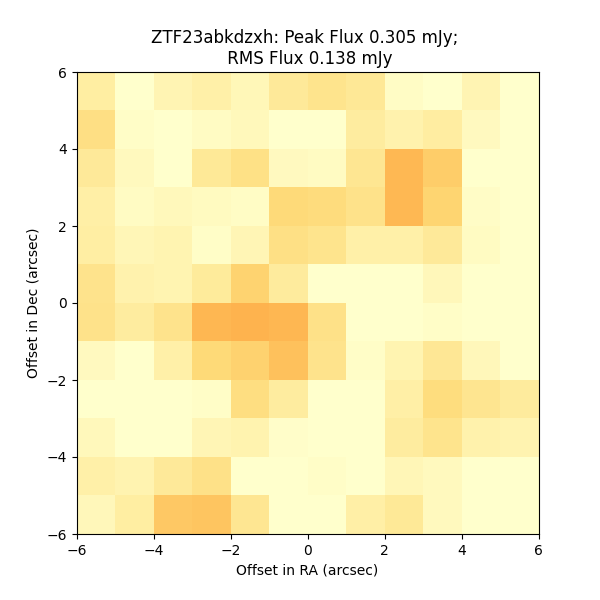 ZTF23abkdzxh: Peak Flux 0.305 mJy;
RMS Flux 0.138 mJy
6
4
2
0
−2
−4
−6
Offset in Dec (arcsec)
−6 −4 −2 0 2 4 6
Offset in RA (arcsec)